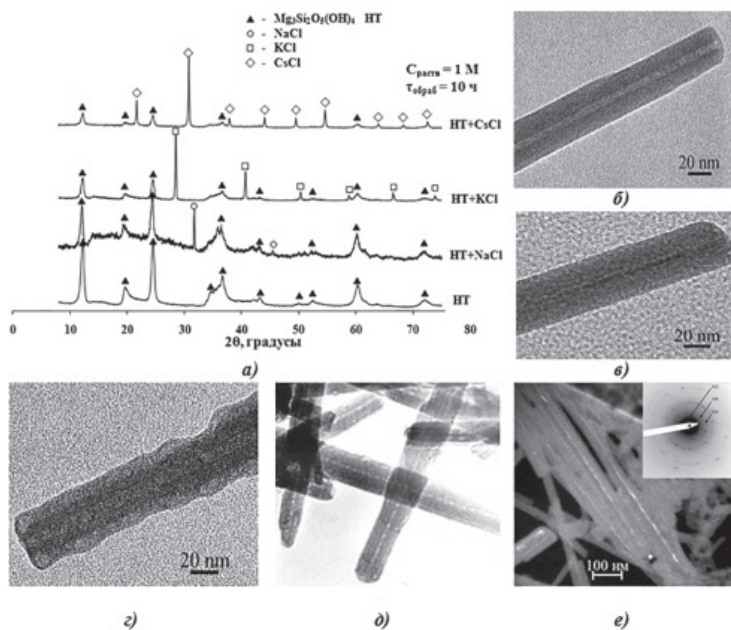 ▲ - Mg₃Si₂O₅(OH)₄ НТ
○ - NaCl
□ - KCl
◇ - CsCl
Cраств = 1 М
τобраб = 10 ч
НТ+CsCl
НТ+KCl
НТ+NaCl
НТ
0 10 20 30 40 50 60 70 80
2θ, градусы
а)
20 nm
б)
20 nm
в)
20 nm
г)
д)
100 нм
е)